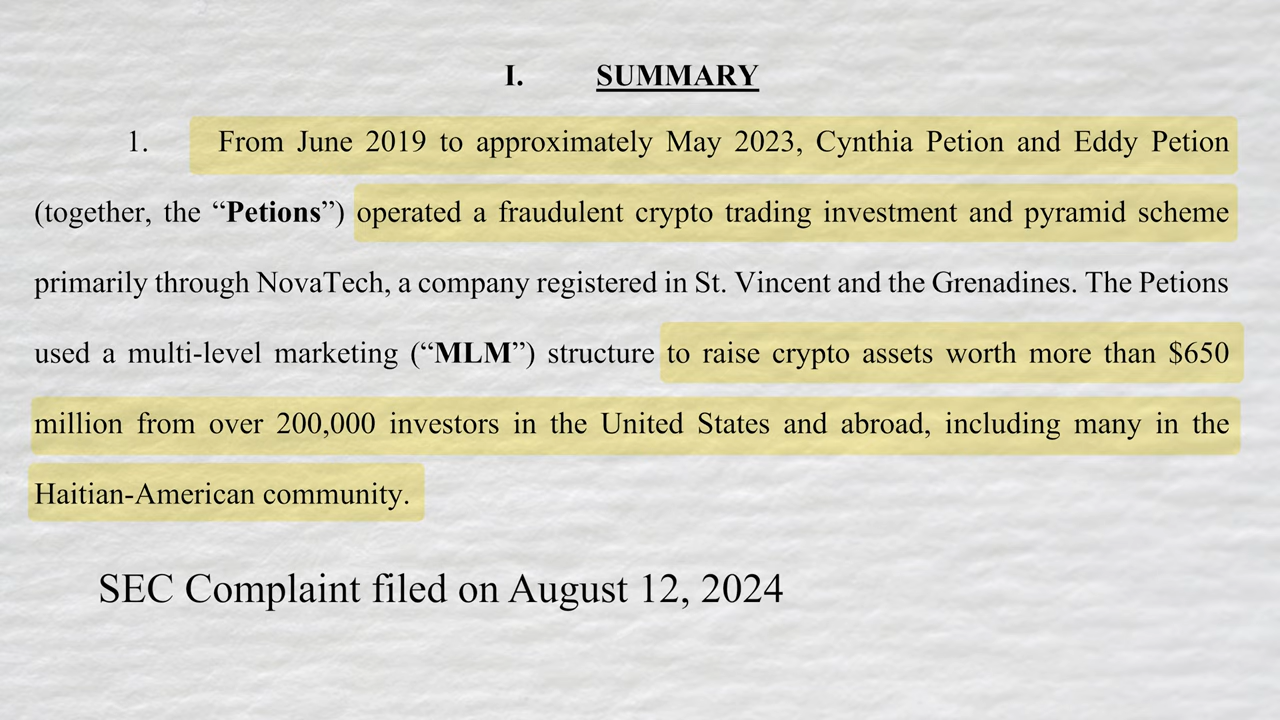 I. SUMMARY
1. From June 2019 to approximately May 2023, Cynthia Petion and Eddy Petion
(together, the “Petions”) operated a fraudulent crypto trading investment and pyramid scheme
primarily through NovaTech, a company registered in St. Vincent and the Grenadines. The Petions
used a multi-level marketing (“MLM”) structure to raise crypto assets worth more than $650
million from over 200,000 investors in the United States and abroad, including many in the
Haitian-American community.
SEC Complaint filed on August 12, 2024